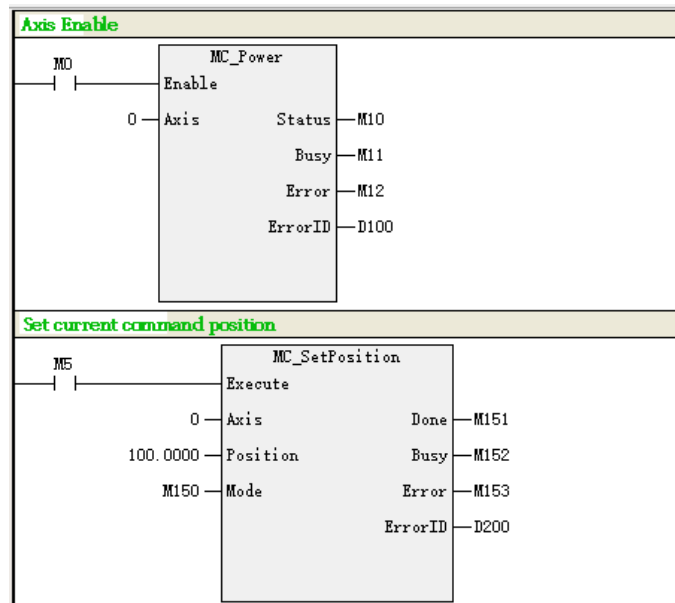 Axis Enable
M0 MC_Power
Enable
0 Axis Status M10
Busy M11
Error M12
ErrorID D100
Set current command position
M5 MC_SetPosition
Execute
0 Axis Done M151
100.0000 Position Busy M152
M150 Mode Error M153
ErrorID D200